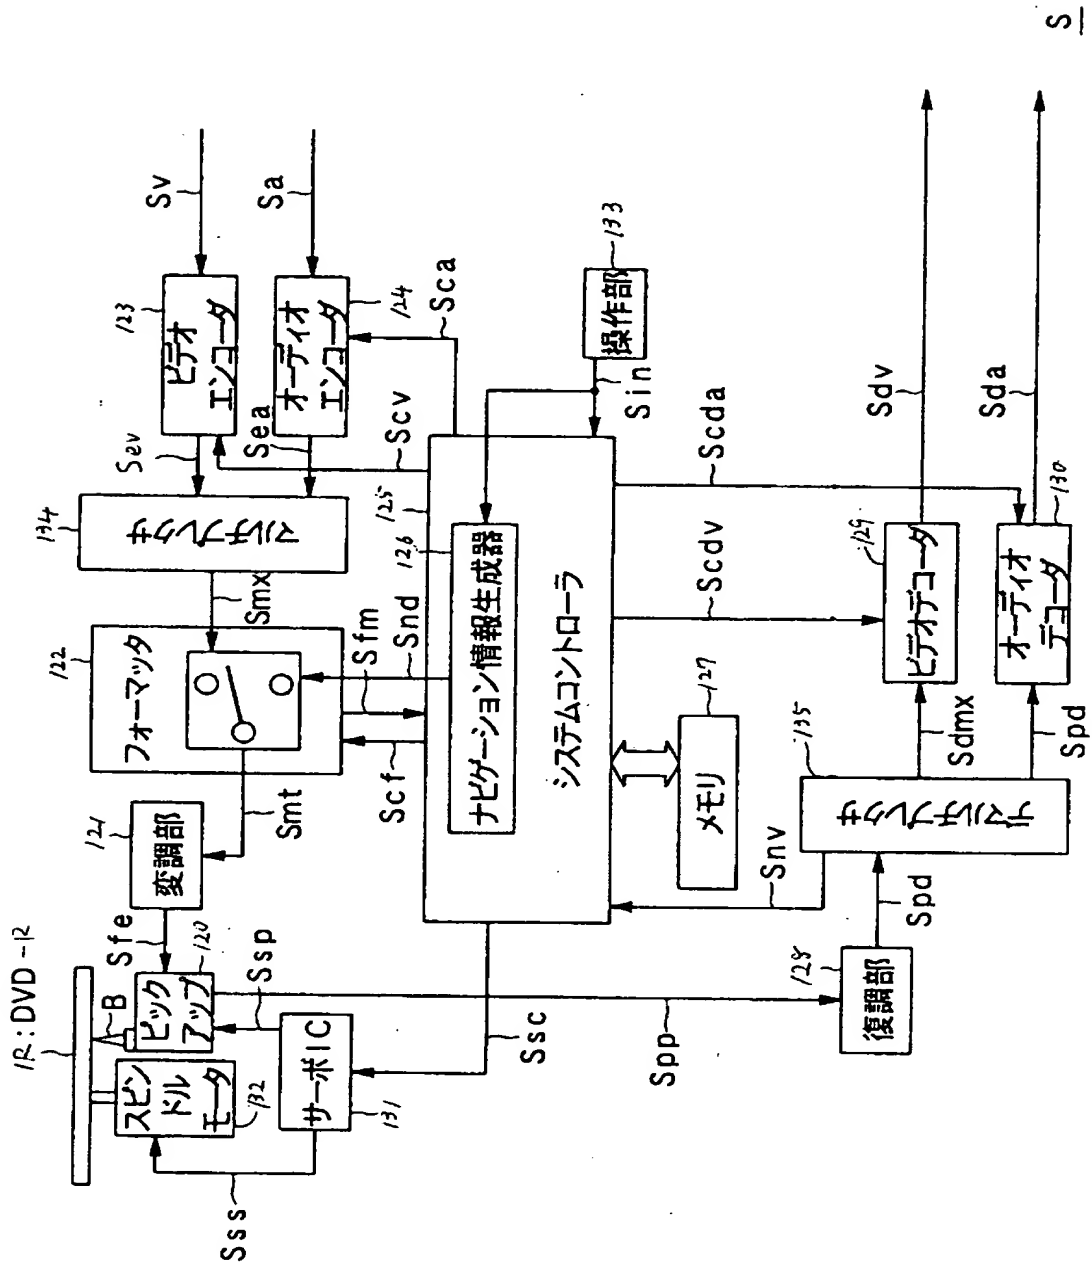 S
1R:DVD-R
B
スピン
ドル
モータ
132
ピック
アップ
120
Sfe
変調部
121
Smt
フォーマッタ
122
Smx
マルチプレクサ
134
Sev
Sea
ビデオ
エンコーダ
123
オーディオ
エンコーダ
124
Sv
Sa
Sss
サーボIC
131
Ssp
Ssc
Scf
Sfm
Snd
Scv
Sca
125
126
ナビゲーション情報生成器
システムコントローラ
操作部
133
Sin
メモリ
127
Spp
復調部
128
Spd
Snv
デマルチプレクサ
135
Sdmx
Spd
Scdv
Scda
ビデオデコーダ
129
オーディオ
デコーダ
130
Sdv
Sda